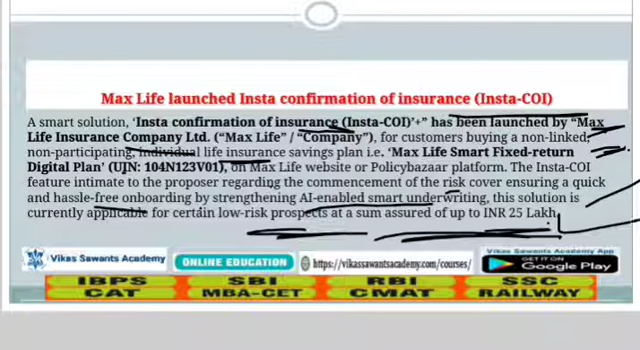 Max Life launched Insta confirmation of insurance (Insta-COI)
A smart solution, 'Insta confirmation of insurance (Insta-COI)'+" has been launched by "Max
Life Insurance Company Ltd. ("Max Life" / "Company"), for customers buying a non-linked,
non-participating, individual life insurance savings plan i.e. 'Max Life Smart Fixed-return
Digital Plan' (UIN: 104N123V01), on Max Life website or Policybazaar platform. The Insta-COI
feature intimate to the proposer regarding the commencement of the risk cover ensuring a quick
and hassle-free onboarding by strengthening AI-enabled smart underwriting, this solution is
currently applicable for certain low-risk prospects at a sum assured of up to INR 25 Lakh.
Vikas Sawants Academy
ONLINE EDUCATION
https://vikassawantsacademy.com/courses/
Vikas Sawants Academy App
GET IT ON
Google Play
IBPS SBI RBI SSC
CAT MBA-CET CMAT RAILWAY